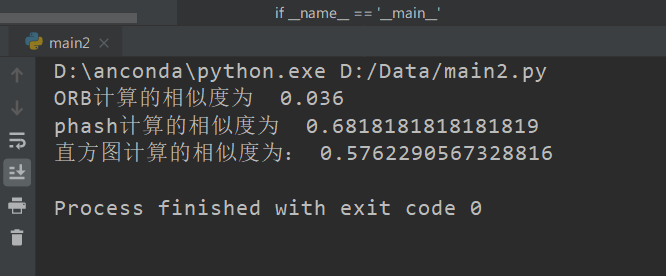 if __name__ == '__main__'
main2
D:\anconda\python.exe D:/Data/main2.py
ORB计算的相似度为  0.036
phash计算的相似度为  0.6818181818181819
直方图计算的相似度为： 0.5762290567328816
Process finished with exit code 0